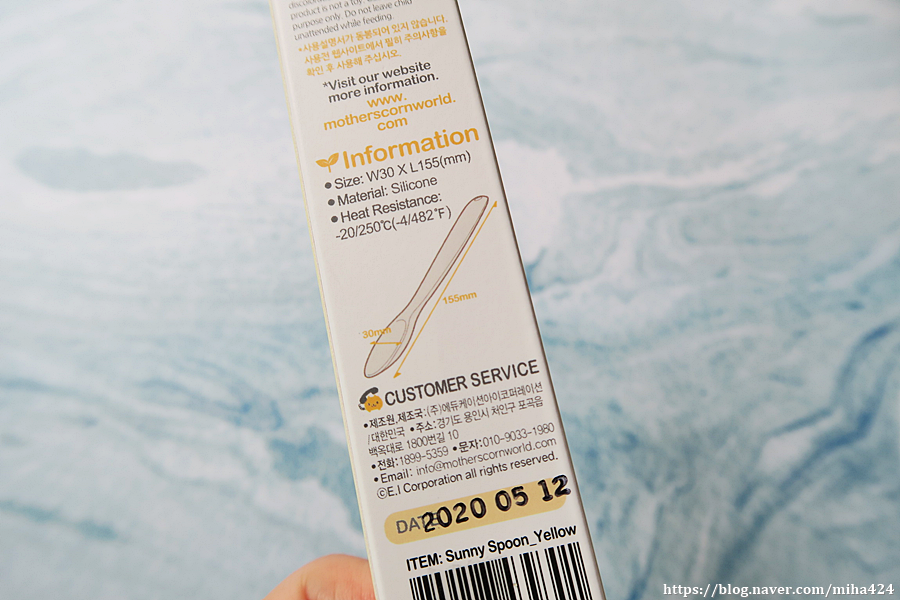 product is not a toy.
purpose only. Do not leave child
unattended while feeding.
*사용설명서가 동봉되어 있지 않습니다.
사용전 웹사이트에서 필히 주의사항을
확인 후 사용해 주십시오.
*Visit our website
more information.
www.
motherscornworld.
com
Information
●Size: W30 X L155(mm)
●Material: Silicone
●Heat Resistance:
-20/250℃(-4/482℉)
155mm
30mm
CUSTOMER SERVICE
●제조원,제조국:(주)에듀케이션아이코퍼레이션
/대한민국 ●주소:경기도 용인시 처인구 포곡읍
백옥대로 1800번길 10
●전화:1899-5359 ●문자:010-9033-1980
●Email: info@motherscornworld.com
ⓒE.I Corporation all rights reserved.
DATE 2020 05 12
ITEM: Sunny Spoon_Yellow
https://blog.naver.com/miha424